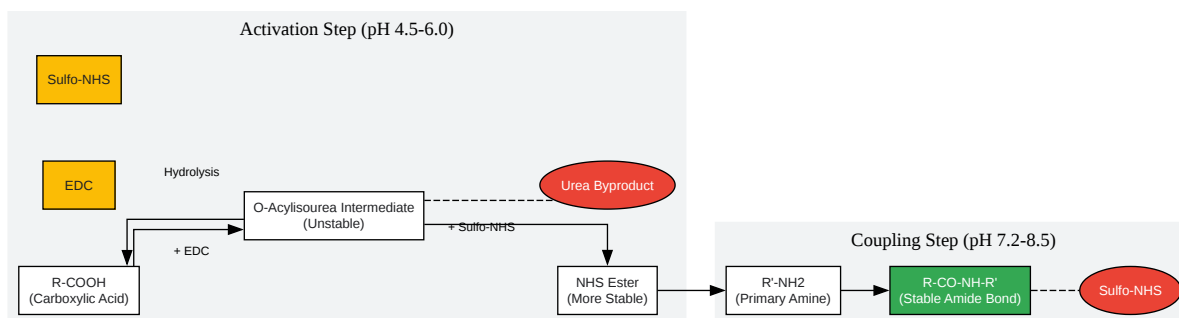 Activation Step (pH 4.5-6.0)
Sulfo-NHS
EDC
Hydrolysis
Urea Byproduct
O-Acylisourea Intermediate
(Unstable)
+ Sulfo-NHS
+ EDC
R-COOH
(Carboxylic Acid)
NHS Ester
(More Stable)
Coupling Step (pH 7.2-8.5)
R'-NH2
(Primary Amine)
R-CO-NH-R'
(Stable Amide Bond)
Sulfo-NHS